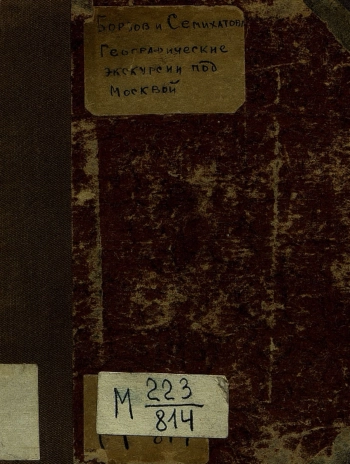 Борзов и Семихатова
Географические
экскурсии под
Москвой
М 223
814